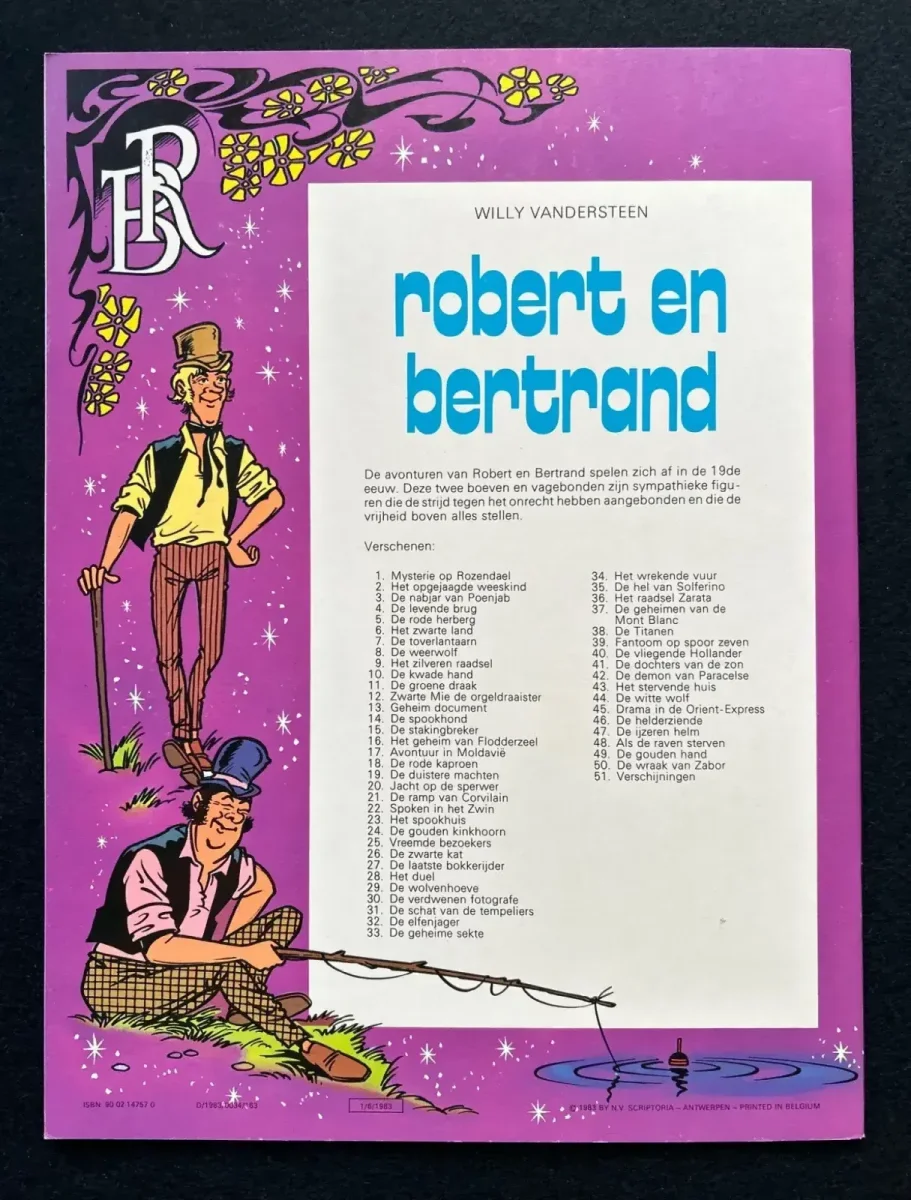 RB
WILLY VANDERSTEEN
robert en
bertrand
De avonturen van Robert en Bertrand spelen zich af in de 19de
eeuw. Deze twee boeven en vagebonden zijn sympathieke figu-
ren die de strijd tegen het onrecht hebben aangebonden en die de
vrijheid boven alles stellen.
Verschenen:
1. Mysterie op Rozendael
2. Het opgejaagde weeskind
3. De nabjar van Poenjab
4. De levende brug
5. De rode herberg
6. Het zwarte land
7. De toverlantaarn
8. De weerwolf
9. Het zilveren raadsel
10. De kwade hand
11. De groene draak
12. Zwarte Mie de orgeldraaister
13. Geheim document
14. De spookhond
15. De stakingbreker
16. Het geheim van Flodderzeel
17. Avontuur in Moldavië
18. De rode kaproen
19. De duistere machten
20. Jacht op de sperwer
21. De ramp van Corvilain
22. Spoken in het Zwin
23. Het spookhuis
24. De gouden kinkhoorn
25. Vreemde bezoekers
26. De zwarte kat
27. De laatste bokkerijder
28. Het duel
29. De wolvenhoeve
30. De verdwenen fotografe
31. De schat van de tempeliers
32. De elfenjager
33. De geheime sekte
34. Het wrekende vuur
35. De hel van Solferino
36. Het raadsel Zarata
37. De geheimen van de
Mont Blanc
38. De Titanen
39. Fantoom op spoor zeven
40. De vliegende Hollander
41. De dochters van de zon
42. De demon van Paracelse
43. Het stervende huis
44. De witte wolf
45. Drama in de Orient-Express
46. De helderziende
47. De ijzeren helm
48. Als de raven sterven
49. De gouden hand
50. De wraak van Zabor
51. Verschijningen
ISBN 90 02 14757 0
1/6/1983
© 1983 BY N.V. SCRIPTORIA – ANTWERPEN – PRINTED IN BELGIUM